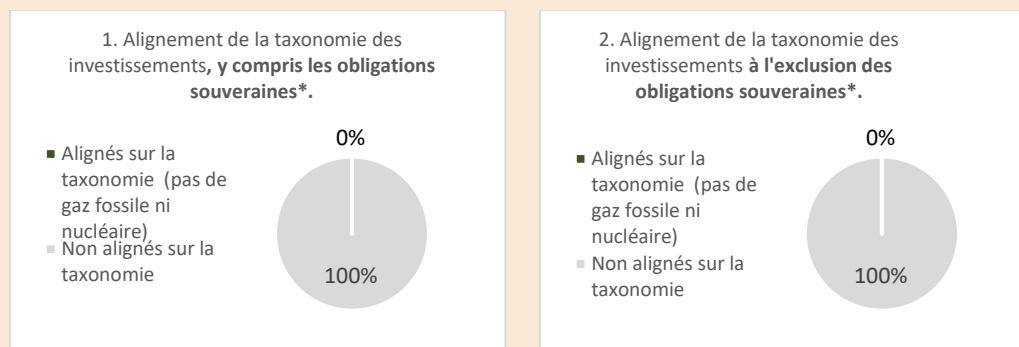 1. Alignement de la taxonomie des
investissements, y compris les obligations
souveraines*.
0%
Alignés sur la
taxonomie (pas de
gaz fossile ni
nucléaire)
Non alignés sur la
taxonomie
100%
2. Alignement de la taxonomie des
investissements à l'exclusion des
obligations souveraines*.
0%
Alignés sur la
taxonomie (pas de
gaz fossile ni
nucléaire)
Non alignés sur la
taxonomie
100%